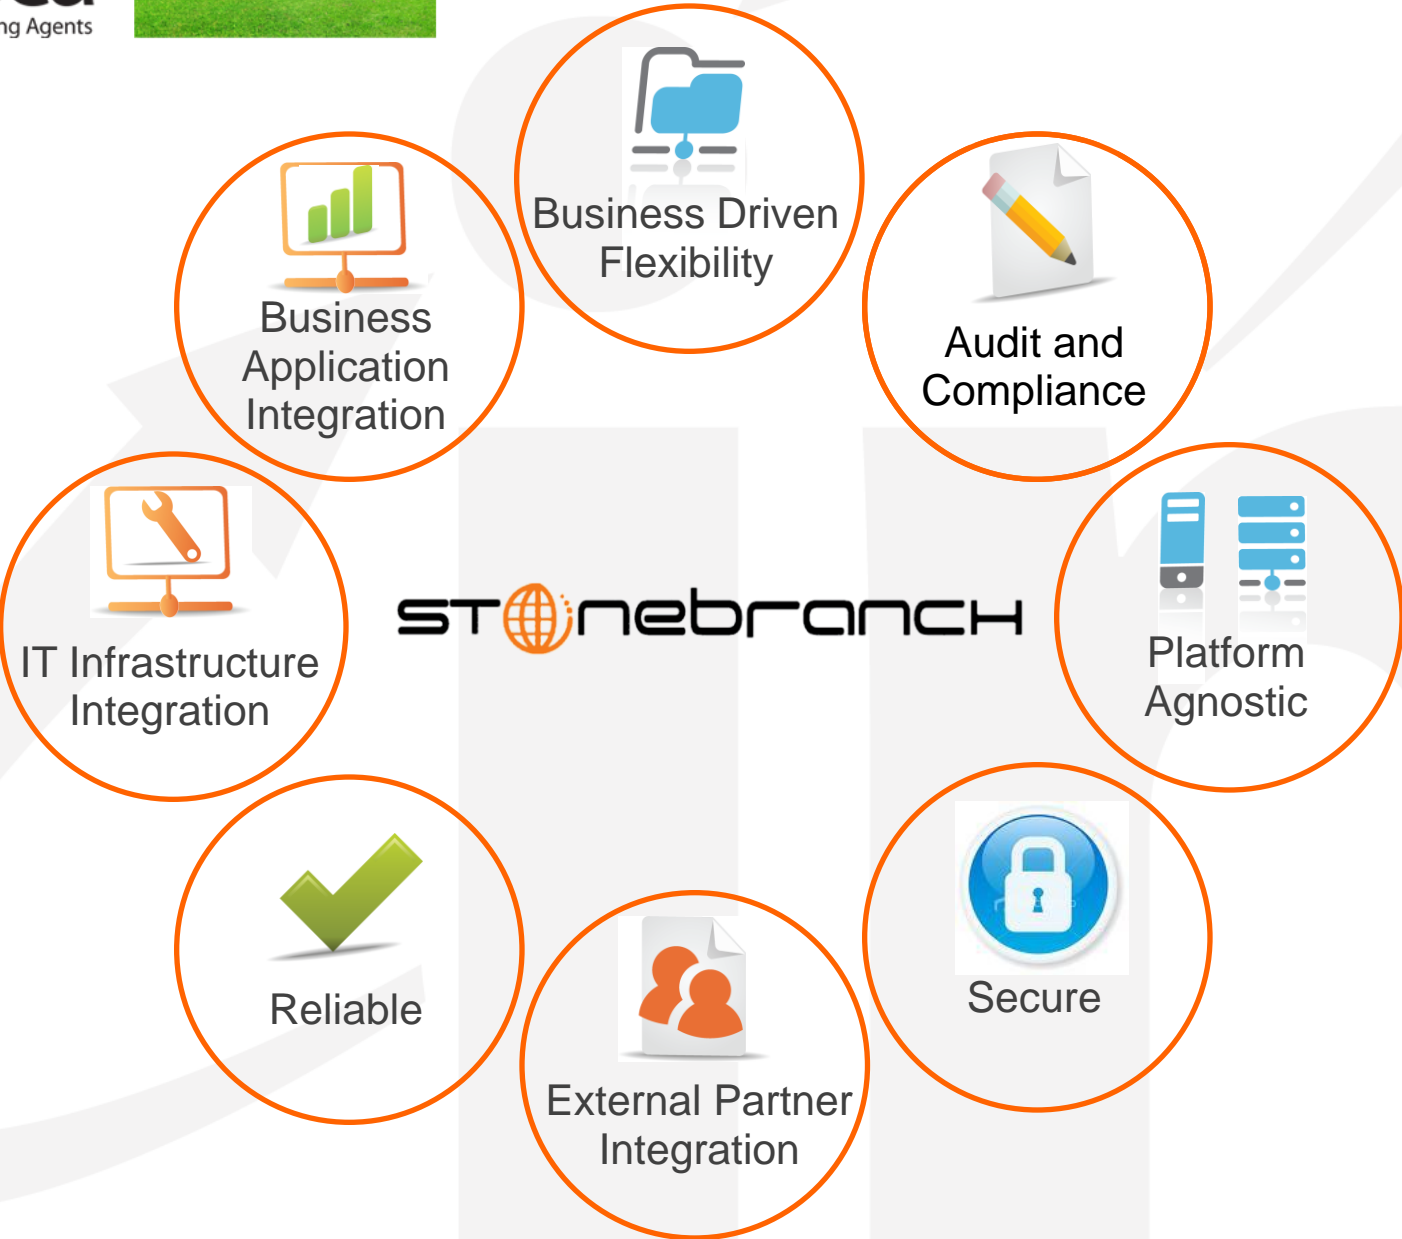 Agents
Business Driven
Flexibility
Audit and
Compliance
Business
Application
Integration
Platform
Agnostic
stonebranch
IT Infrastructure
Integration
Secure
Reliable
External Partner
Integration